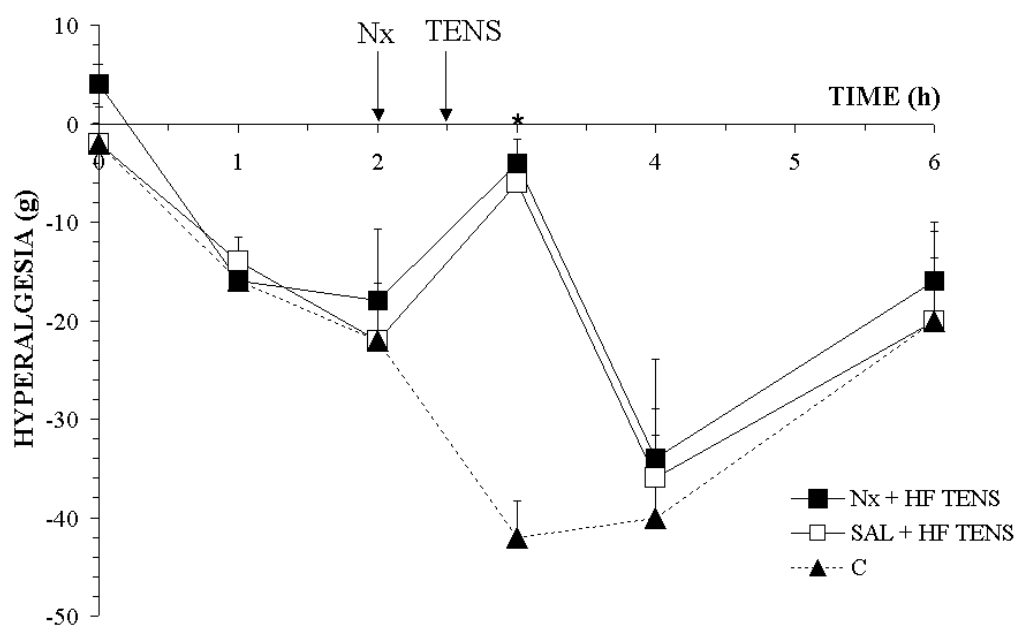 10
Nx TENS
TIME (h)
0 *
0 1 2 3 4 5 6
-10
HYPERALGESIA (g)
-20
-30
Nx + HF TENS
SAL + HF TENS
-40
C
-50